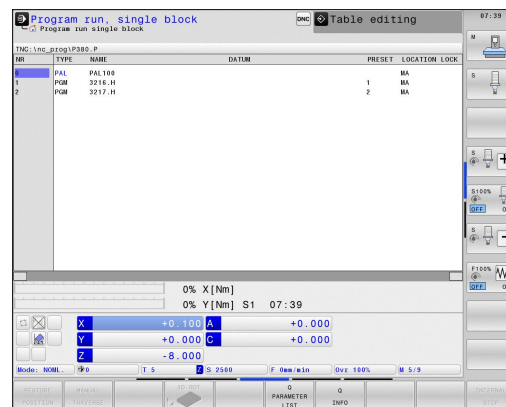 Program run, single block
DNC
Table editing
07:39
Program run single block
TNC:\nc_prog\P380.P
NR TYPE NAME DATUM PRESET LOCATION LOCK
0 PAL PAL100 MA
1 PGM 3216.H 1 MA
2 PGM 3217.H 2 MA
M
S
S
S100%
OFF
S
F100%
OFF
0% X[Nm]
0% Y[Nm] S1 07:39
X +0.100 A +0.000
Y +0.000 C +0.000
Z -8.000
Mode: NOML. 0 T 5 Z S 2500 F 0mm/min Ovr 100% M 5/9
RESTORE POSITION
MANUAL TRAVERSE
3D ROT
Q PARAMETER LIST
Q INFO
INTERNAL STOP